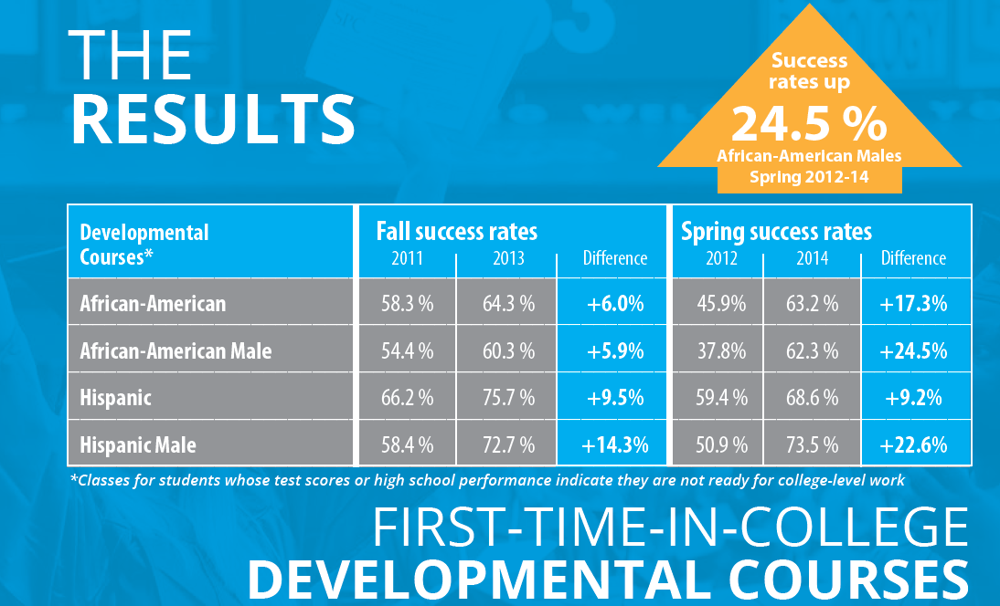 THE
RESULTS
Success
rates up
24.5 %
African-American Males
Spring 2012-14
Developmental
Courses*
Fall success rates
2011 2013 Difference
Spring success rates
2012 2014 Difference
African-American 58.3 % 64.3 % +6.0% 45.9% 63.2 % +17.3%
African-American Male 54.4 % 60.3 % +5.9% 37.8% 62.3 % +24.5%
Hispanic 66.2 % 75.7 % +9.5% 59.4 % 68.6 % +9.2%
Hispanic Male 58.4 % 72.7 % +14.3% 50.9 % 73.5 % +22.6%
*Classes for students whose test scores or high school performance indicate they are not ready for college-level work
FIRST-TIME-IN-COLLEGE
DEVELOPMENTAL COURSES